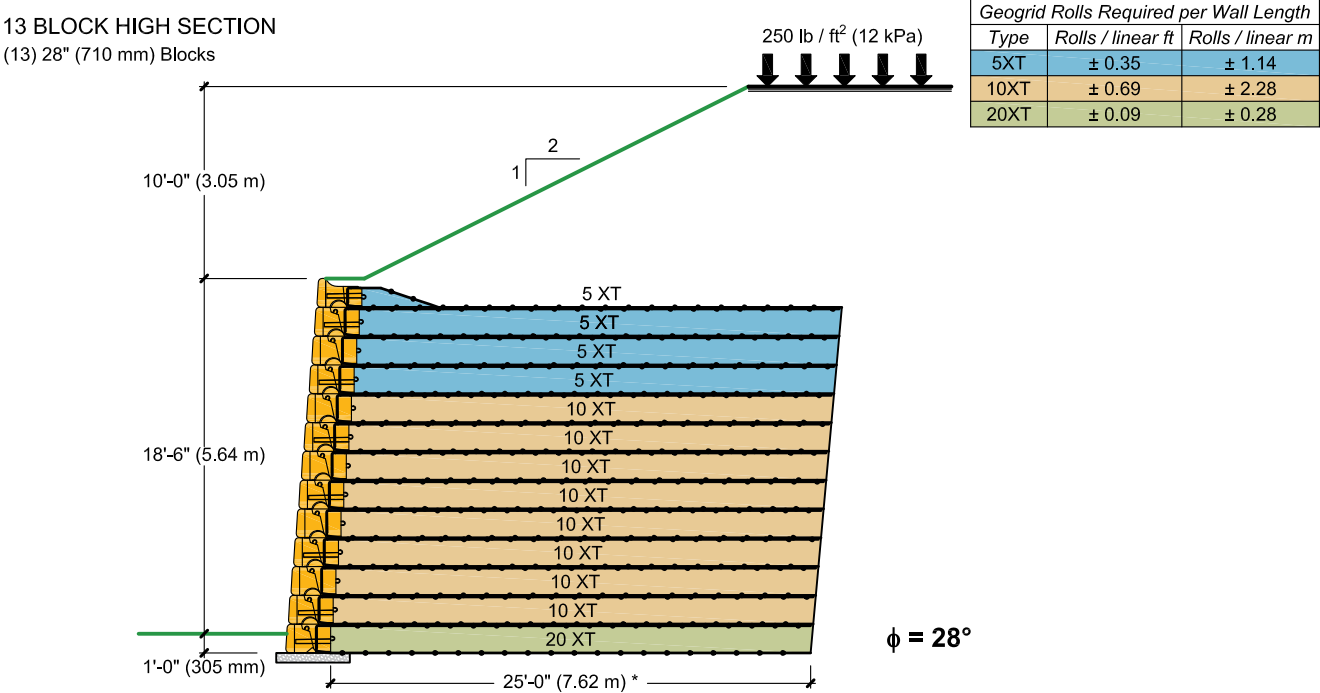 13 BLOCK HIGH SECTION
(13) 28" (710 mm) Blocks
250 lb / ft² (12 kPa)
Geogrid Rolls Required per Wall Length
Type Rolls / linear ft Rolls / linear m
5XT ± 0.35 ± 1.14
10XT ± 0.69 ± 2.28
20XT ± 0.09 ± 0.28
2
1
10'-0" (3.05 m)
5 XT
5 XT
5 XT
5 XT
10 XT
10 XT
18'-6" (5.64 m)
10 XT
10 XT
10 XT
10 XT
10 XT
10 XT
20 XT
ϕ = 28°
1'-0" (305 mm)
25'-0" (7.62 m) *